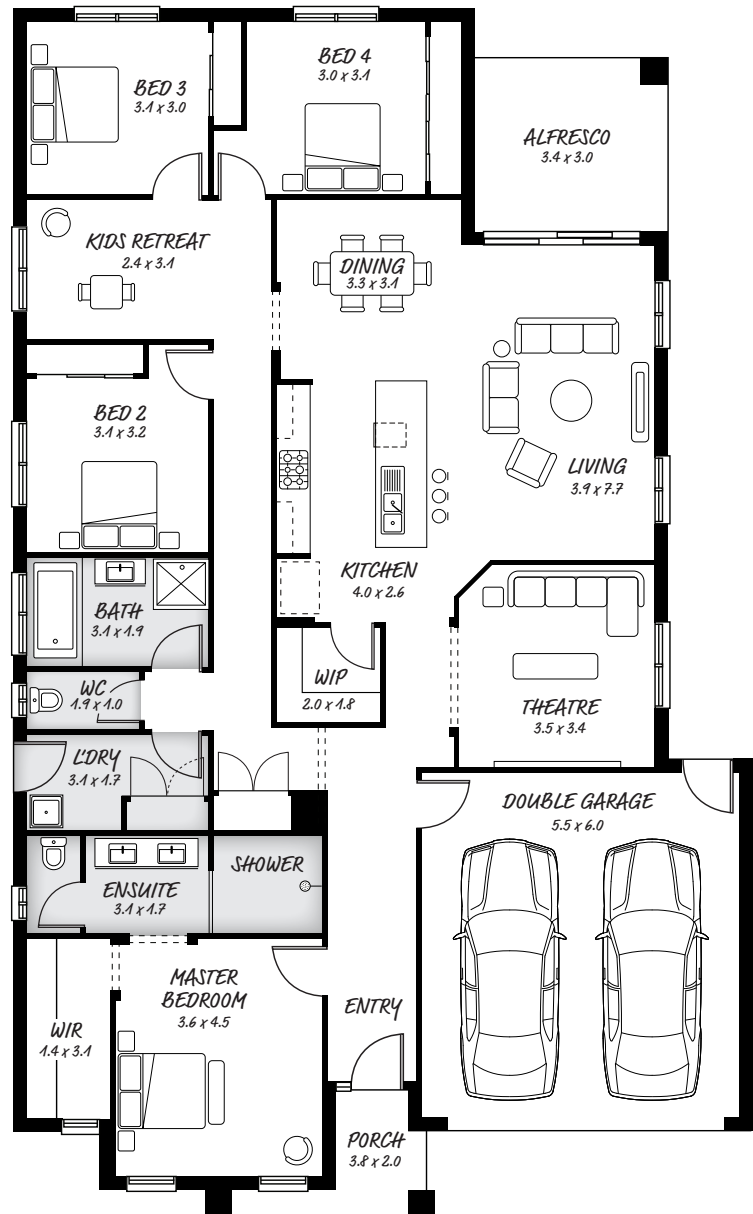 BED 3
3.1 x 3.0
BED 4
3.0 x 3.1
ALFRESCO
3.4 x 3.0
KIDS RETREAT
2.4 x 3.1
DINING
3.3 x 3.1
BED 2
3.1 x 3.2
LIVING
3.9 x 7.7
KITCHEN
4.0 x 2.6
BATH
3.1 x 1.9
WC
1.9 x 1.0
WIP
2.0 x 1.8
THEATRE
3.5 x 3.4
L'DRY
3.1 x 1.7
DOUBLE GARAGE
5.5 x 6.0
SHOWER
ENSUITE
3.1 x 1.7
MASTER
BEDROOM
3.6 x 4.5
ENTRY
WIR
1.4 x 3.1
PORCH
3.8 x 2.0